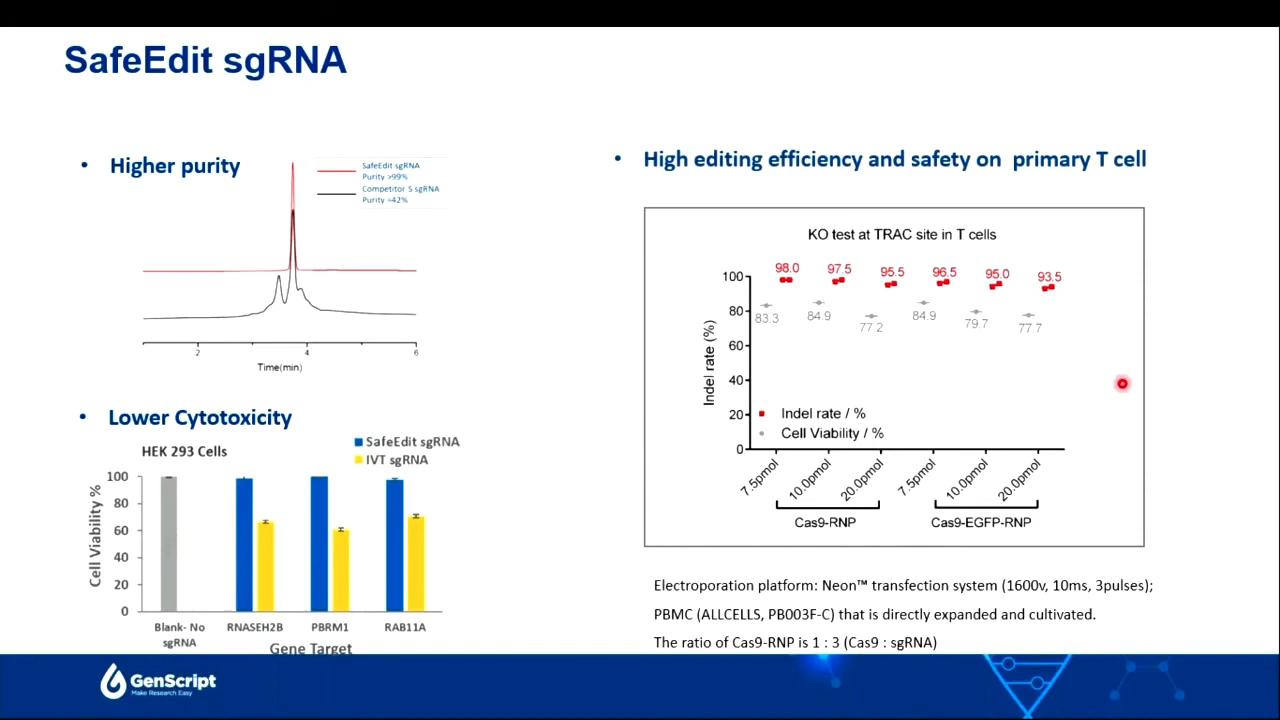 SafeEdit sgRNA
• Higher purity
SafeEdit sgRNA
Purity >99%
Competitor S sgRNA
Purity ≈42%
2
4
6
Time(min)
• Lower Cytotoxicity
HEK 293 Cells
SafeEdit sgRNA
IVT sgRNA
Cell Viability %
100
80
60
40
20
0
Blank- No sgRNA
RNASEH2B
PBRM1
RAB11A
Gene Target
• High editing efficiency and safety on primary T cell
KO test at TRAC site in T cells
98.0
97.5
95.5
96.5
95.0
93.5
83.3
84.9
77.2
84.9
79.7
77.7
Indel rate (%)
100
80
60
40
20
0
Indel rate / %
Cell Viability / %
7.5pmol
10.0pmol
20.0pmol
7.5pmol
10.0pmol
20.0pmol
Cas9-RNP
Cas9-EGFP-RNP
Electroporation platform: Neon™ transfection system (1600v, 10ms, 3pulses);
PBMC (ALLCELLS, PB003F-C) that is directly expanded and cultivated.
The ratio of Cas9-RNP is 1 : 3 (Cas9 : sgRNA)
GenScript
Make Research Easy